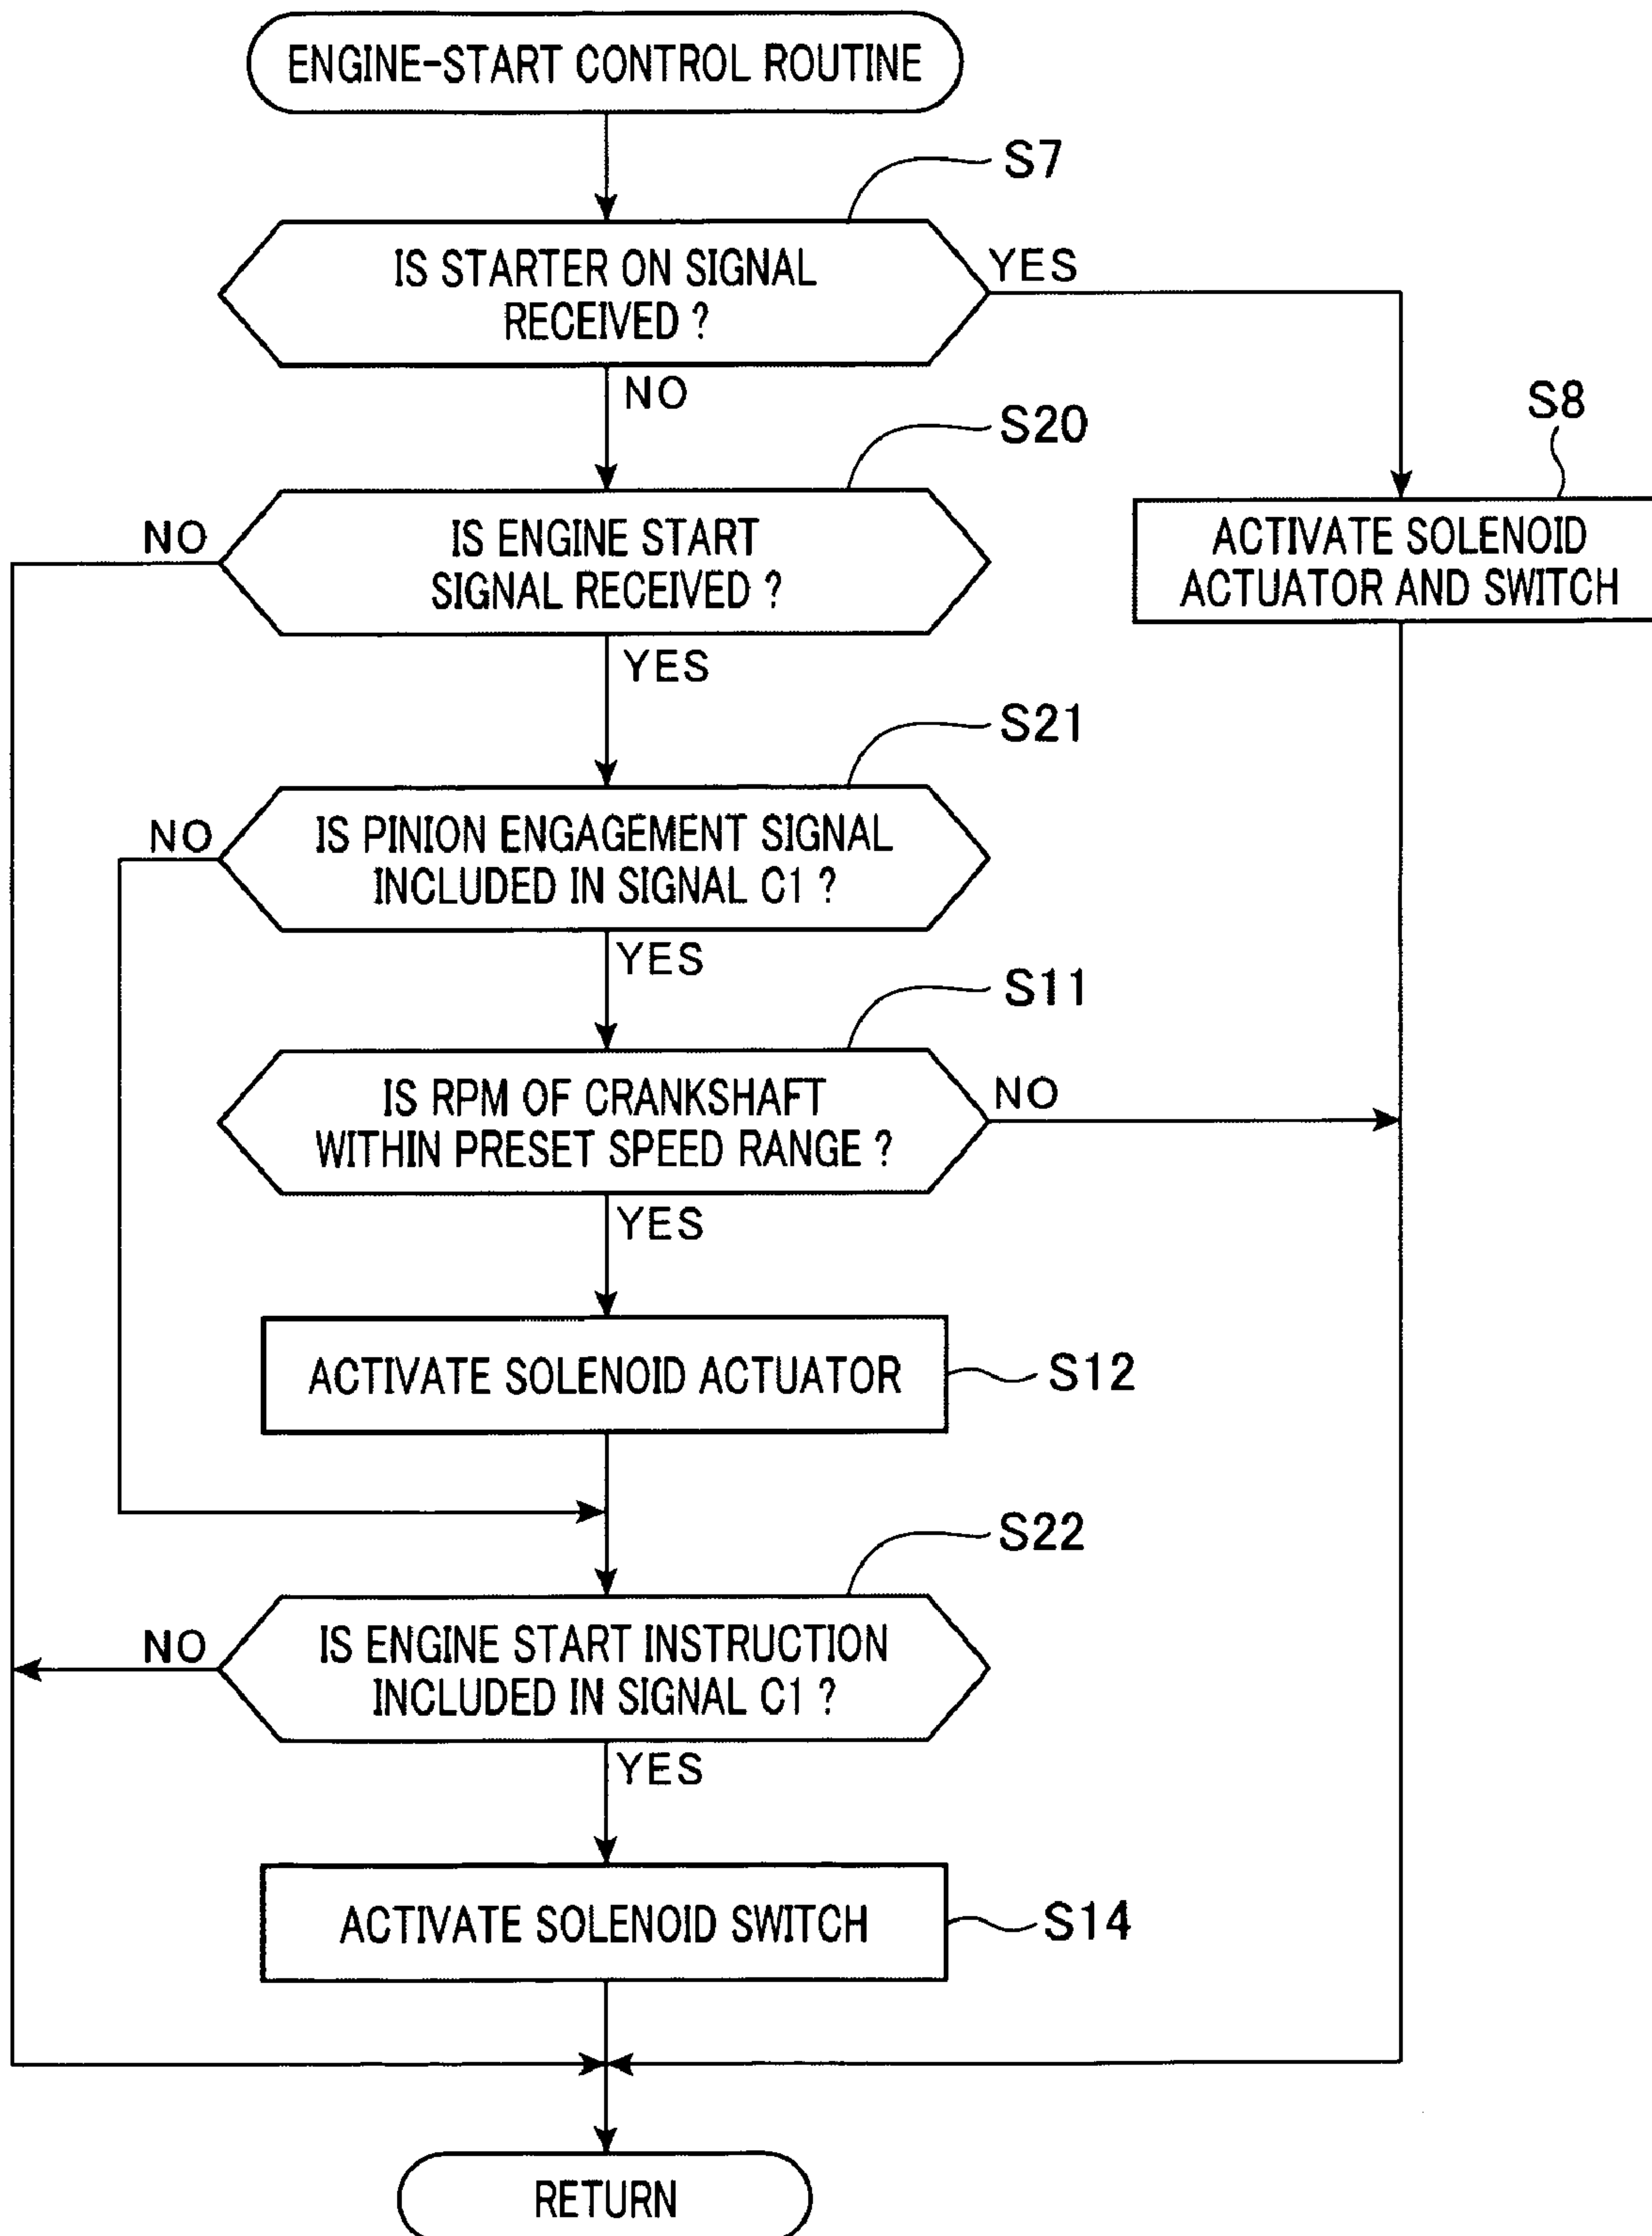 ENGINE-START CONTROL ROUTINE
S7
IS STARTER ON SIGNAL
RECEIVED ?
YES
NO
S8
ACTIVATE SOLENOID
ACTUATOR AND SWITCH
S20
IS ENGINE START
SIGNAL RECEIVED ?
NO
YES
S21
IS PINION ENGAGEMENT SIGNAL
INCLUDED IN SIGNAL C1 ?
NO
YES
S11
IS RPM OF CRANKSHAFT
WITHIN PRESET SPEED RANGE ?
NO
YES
ACTIVATE SOLENOID ACTUATOR
S12
S22
IS ENGINE START INSTRUCTION
INCLUDED IN SIGNAL C1 ?
NO
YES
ACTIVATE SOLENOID SWITCH
S14
RETURN